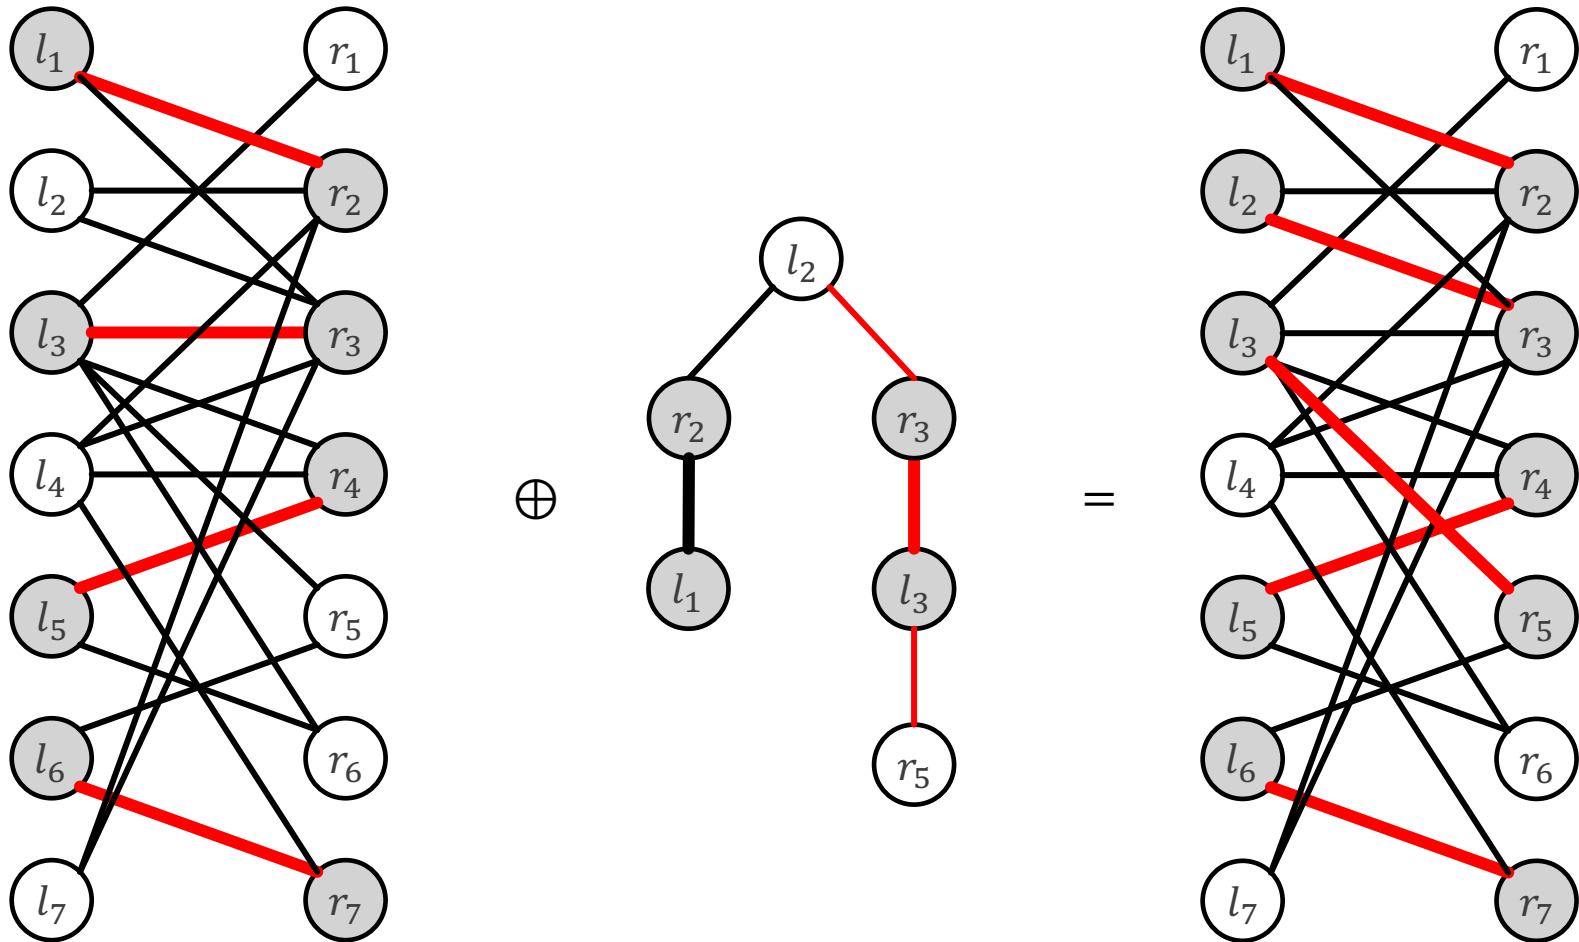 l₁ r₁ l₁ r₁
l₂ r₂ l₂ r₂
l₂
l₃ r₃ l₃ r₃
r₂ r₃
l₄ r₄ l₄ r₄
⊕ =
l₁ l₃
l₅ r₅ l₅ r₅
l₆ r₆ l₆ r₆
r₅
l₇ r₇ l₇ r₇